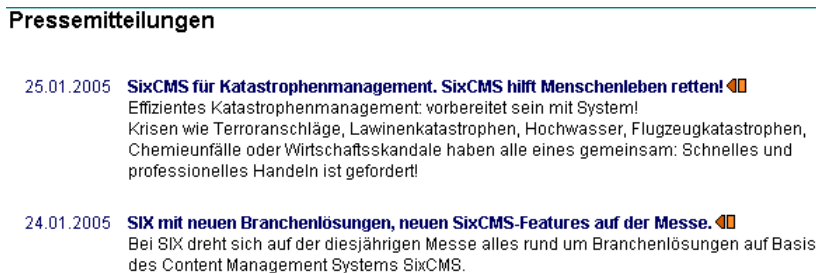 Pressemitteilungen
25.01.2005 SixCMS für Katastrophenmanagement. SixCMS hilft Menschenleben retten!
Effizientes Katastrophenmanagement: vorbereitet sein mit System!
Krisen wie Terroranschläge, Lawinenkatastrophen, Hochwasser, Flugzeugkatastrophen,
Chemieunfälle oder Wirtschaftsskandale haben alle eines gemeinsam: Schnelles und
professionelles Handeln ist gefordert!
24.01.2005 SIX mit neuen Branchenlösungen, neuen SixCMS-Features auf der Messe.
Bei SIX dreht sich auf der diesjährigen Messe alles rund um Branchenlösungen auf Basis
des Content Management Systems SixCMS.